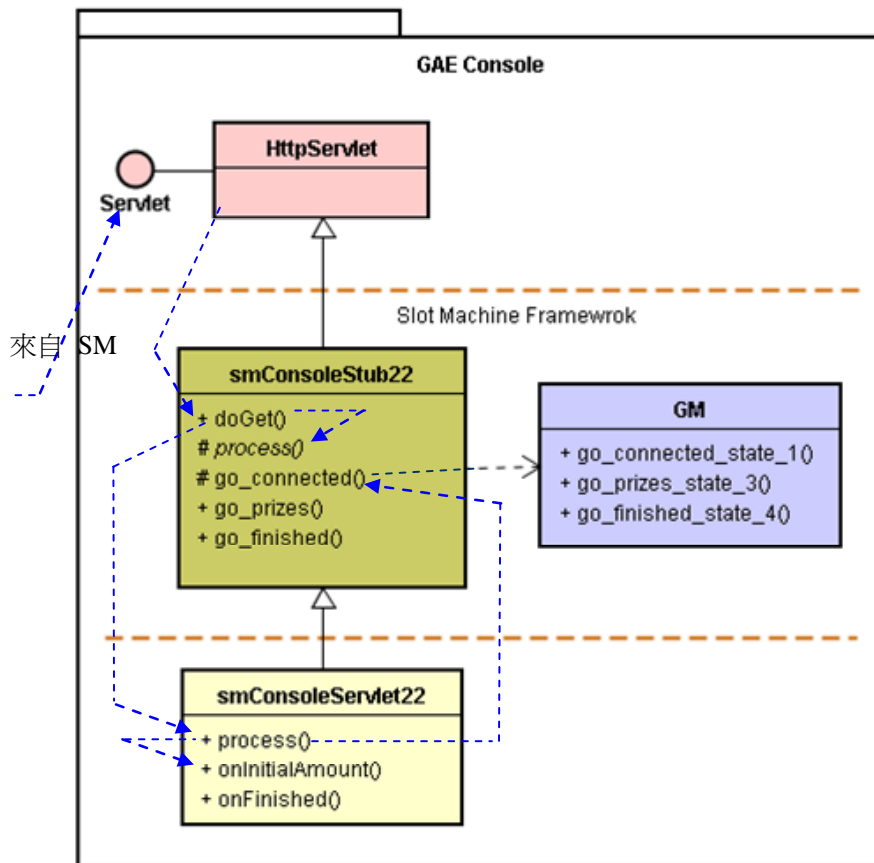 GAE Console
HttpServlet
Servlet
Slot Machine Framewrok
來自 SM
smConsoleStub22
+ doGet()
# process()
# go_connected()
+ go_prizes()
+ go_finished()
GM
+ go_connected_state_1()
+ go_prizes_state_3()
+ go_finished_state_4()
smConsoleServlet22
+ process()
+ onInitialAmount()
+ onFinished()